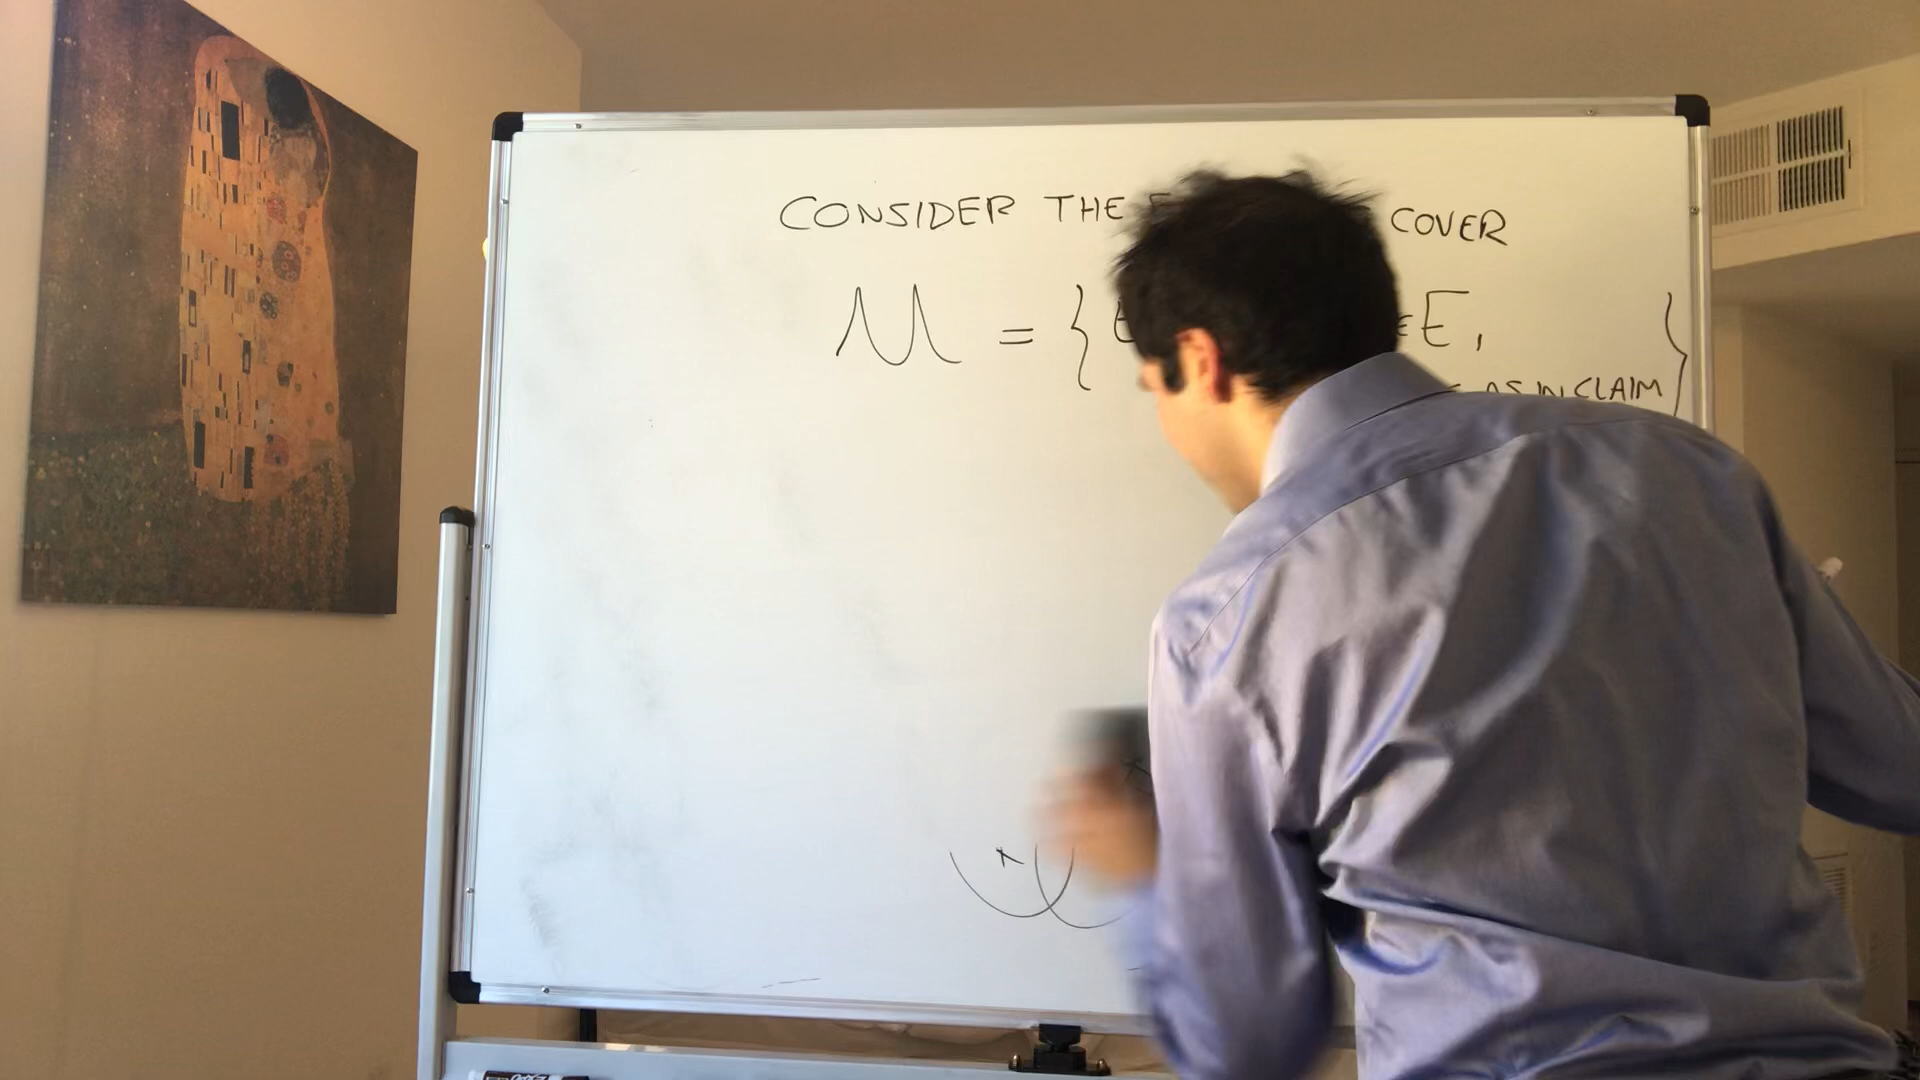 CONSIDER THE COVER
U = { ∈ E, }
AS IN CLAIM